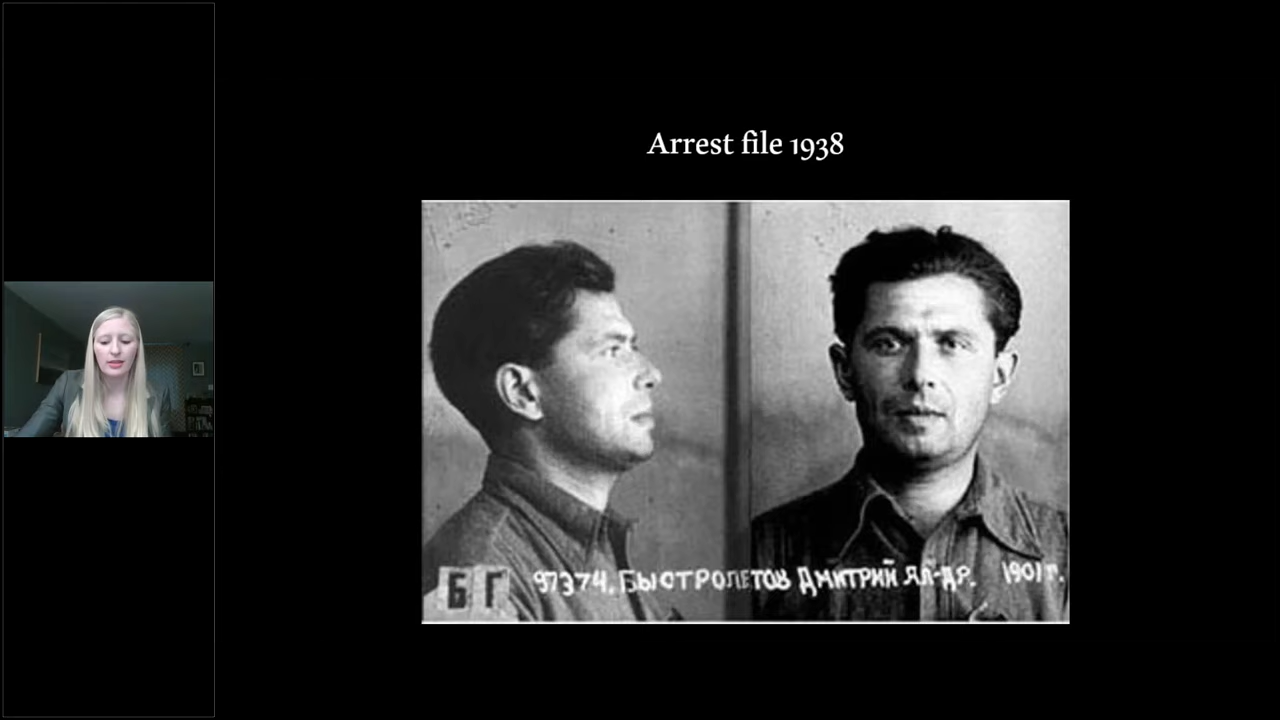 Arrest file 1938
БГ 97374. БЫСТРОЛЕТОВ ДМИТРИЙ АЛ-ДР. 1901 г.